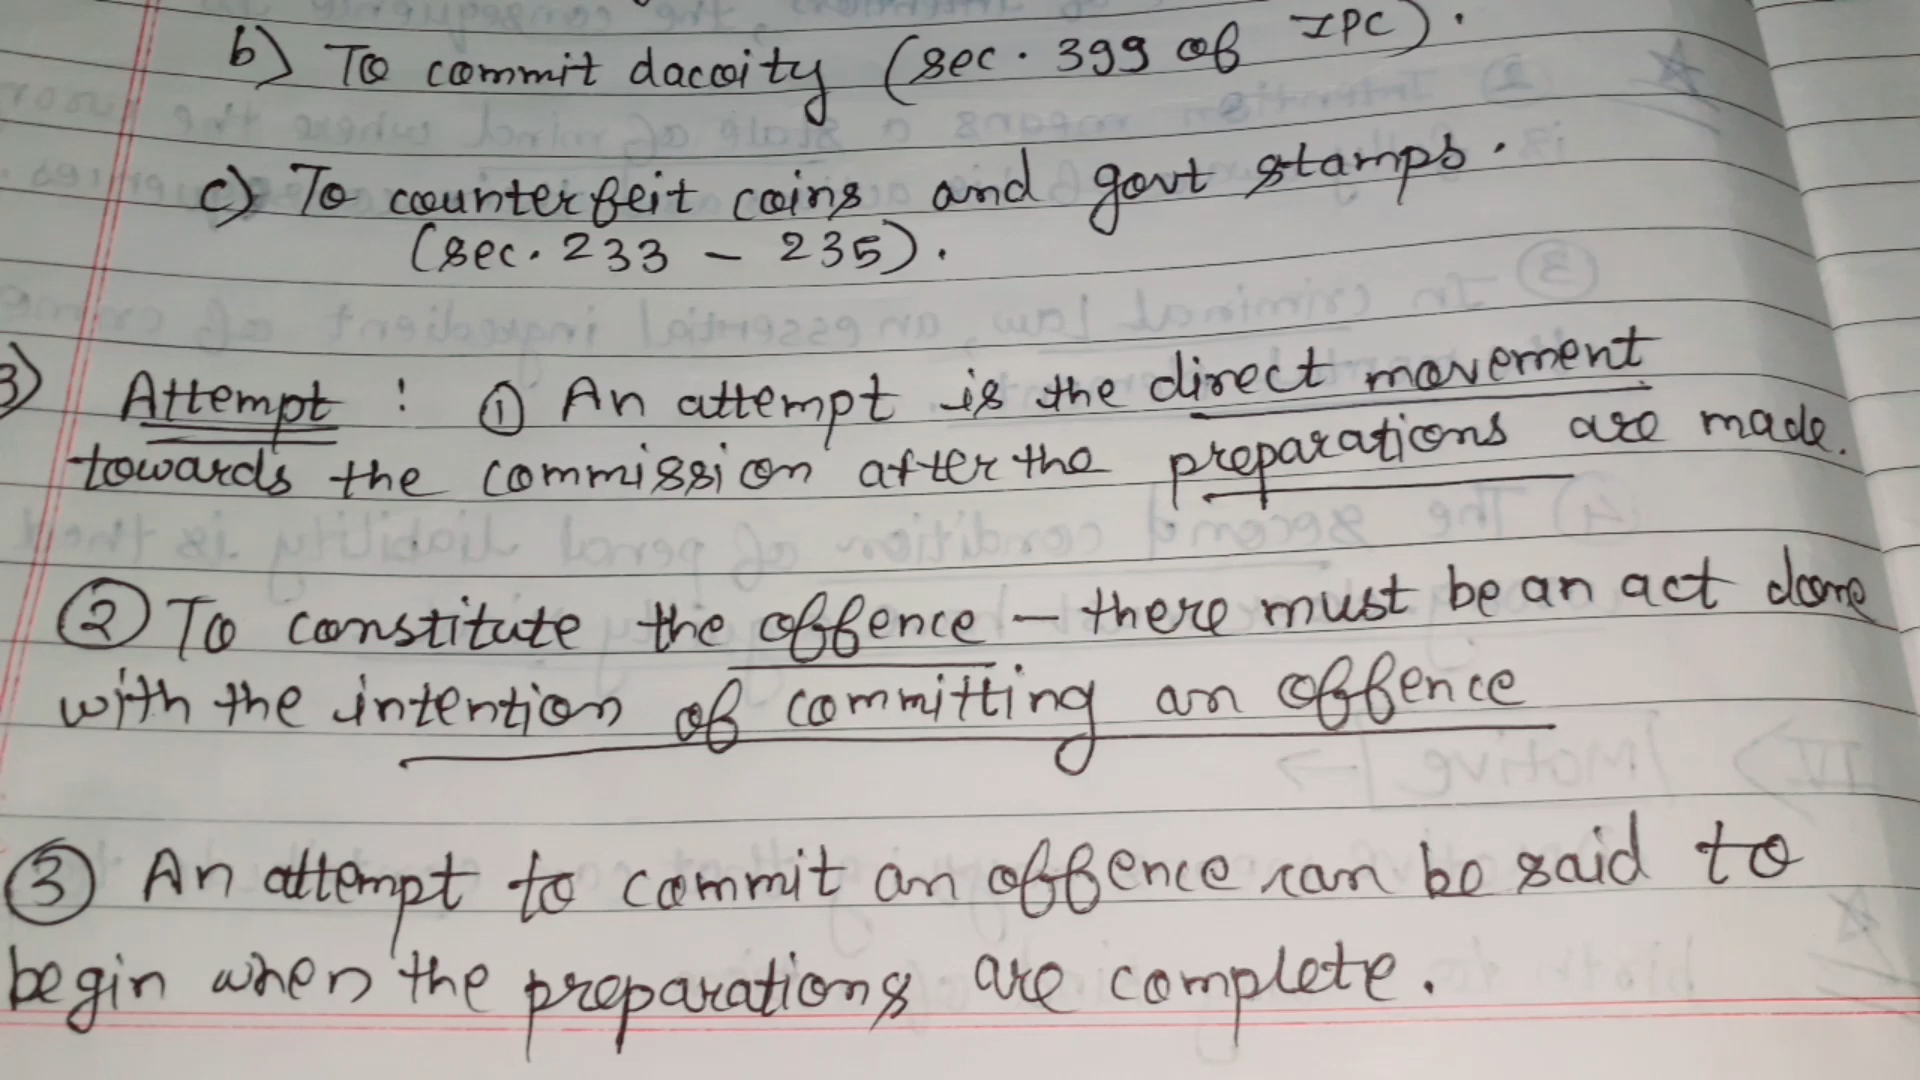 b) To commit dacoity (sec. 399 of IPC).
c) To counterfeit coins and govt stamps.
(sec. 233 - 235).
3) Attempt : ① An attempt is the direct movement
towards the commission after the preparations are made.
② To constitute the offence - there must be an act done
with the intention of committing an offence
③ An attempt to commit an offence can be said to
begin when the preparations are complete.